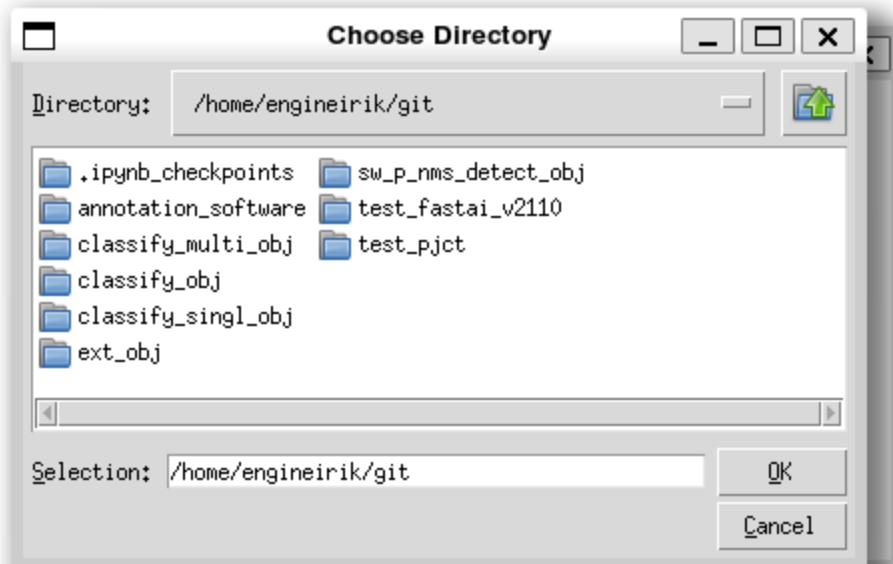 Choose Directory
Directory: /home/engineirik/git
.ipynb_checkpoints
annotation_software
classify_multi_obj
classify_obj
classify_singl_obj
ext_obj
sw_p_nms_detect_obj
test_fastai_v2110
test_pjct
Selection: /home/engineirik/git
OK
Cancel